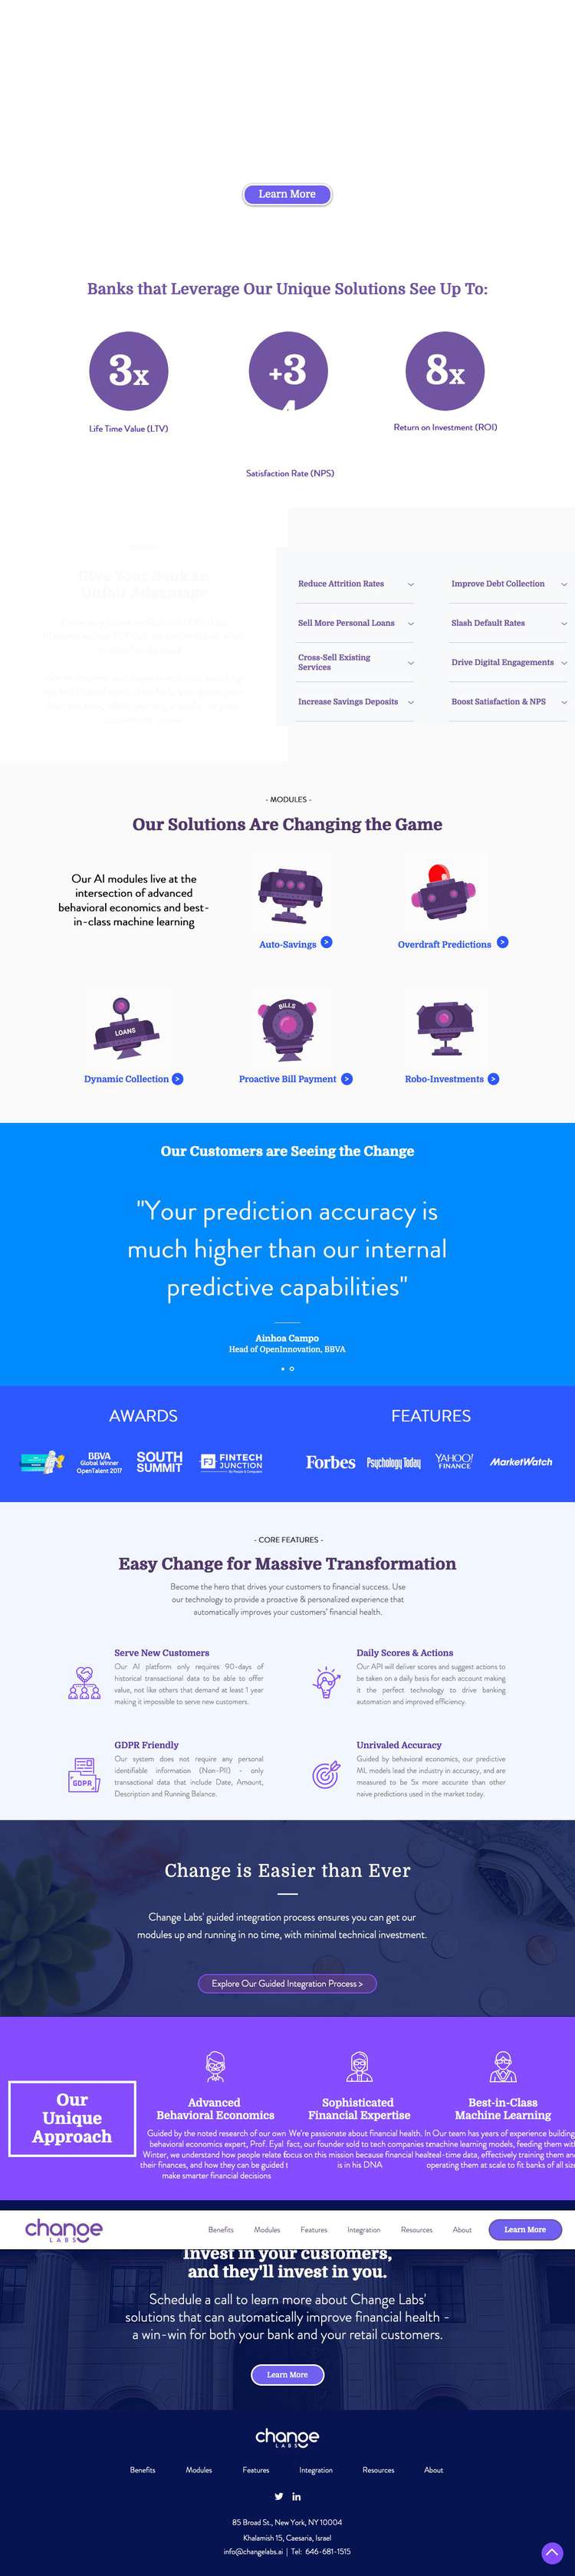 Learn More
Banks that Leverage Our Unique Solutions See Up To:
3x
+3
Life Time Value (LTV)
Return on Investment (ROI)
8x
Satisfaction Rate (NPS)
Give Your Bank an
Unfair Advantage
Reduce Attrition Rates
Improve Debt Collection
Sell More Personal Loans
Slash Default Rates
Cross-Sell Existing
Services
Drive Digital Engagements
Increase Savings Deposits
Boost Satisfaction & NPS
- MODULES -
Our Solutions Are Changing the Game
Our AI modules live at the
intersection of advanced
behavioral economics and best-
in-class machine learning
Auto-Savings >
Overdraft Predictions >
LOANS
BILLS
Dynamic Collection >
Proactive Bill Payment >
Robo-Investments >
Our Customers are Seeing the Change
"Your prediction accuracy is
much higher than our internal
predictive capabilities"
Ainhoa Campo
Head of OpenInnovation, BBVA
AWARDS
BBVA
Global Winner
OpenTalent 2017
SOUTH
SUMMIT
FJ FINTECH
JUNCTION
FEATURES
Forbes
Psychology Today
YAHOO!
FINANCE
MarketWatch
- CORE FEATURES -
Easy Change for Massive Transformation
Become the hero that drives your customers to financial success. Use
our technology to provide a proactive & personalized experience that
automatically improves your customers' financial health.
Serve New Customers
Our AI platform only requires 90-days of
historical transactional data to be able to offer
value, not like others that demand at least 1 year
making it impossible to serve new customers.
Daily Scores & Actions
Our API will deliver scores and suggest actions to
be taken on a daily basis for each account making
it the perfect technology to drive banking
automation and improved efficiency.
GDPR Friendly
GDPR
Our system does not require any personal
identifiable information (Non-PII) - only
transactional data that include Date, Amount,
Description and Running Balance.
Unrivaled Accuracy
Guided by behavioral economics, our predictive
ML models lead the industry in accuracy, and are
measured to be 5x more accurate than other
naive predictions used in the market today.
Change is Easier than Ever
Change Labs' guided integration process ensures you can get our
modules up and running in no time, with minimal technical investment.
Explore Our Guided Integration Process >
Our
Unique
Approach
Advanced
Behavioral Economics
Guided by the noted research of our own
behavioral economics expert, Prof. Eyal
Winter, we understand how people relate
their finances, and how they can be guided t
make smarter financial decisions
Sophisticated
Financial Expertise
We're passionate about financial health. In
fact, our founder sold to tech companies t
focus on this mission because financial heal
is in his DNA
Best-in-Class
Machine Learning
Our team has years of experience building
machine learning models, feeding them wit
real-time data, effectively training them an
operating them at scale to fit banks of all siz
change
LABS
Benefits
Modules
Features
Integration
Resources
About
Learn More
Invest in your customers,
and they'll invest in you.
Schedule a call to learn more about Change Labs'
solutions that can automatically improve financial health -
a win-win for both your bank and your retail customers.
Learn More
change
LABS
Benefits
Modules
Features
Integration
Resources
About
85 Broad St., New York, NY 10004
Khalamish 15, Caesaria, Israel
info@changelabs.ai | Tel: 646-681-1515